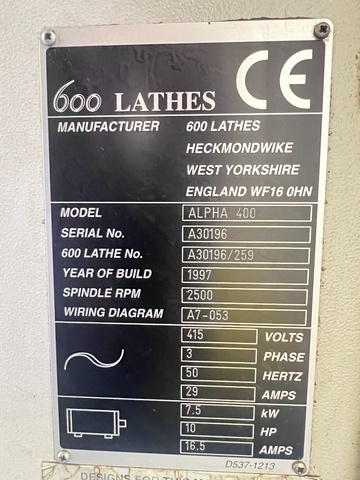 600 LATHES CE
MANUFACTURER 600 LATHES
HECKMONDWIKE
WEST YORKSHIRE
ENGLAND WF16 0HN
MODEL ALPHA 400
SERIAL No. A30196
600 LATHE No. A30196/259
YEAR OF BUILD 1997
SPINDLE RPM 2500
WIRING DIAGRAM A7-053
415 VOLTS
3 PHASE
50 HERTZ
29 AMPS
7.5 kW
10 HP
16.5 AMPS
D537-1213